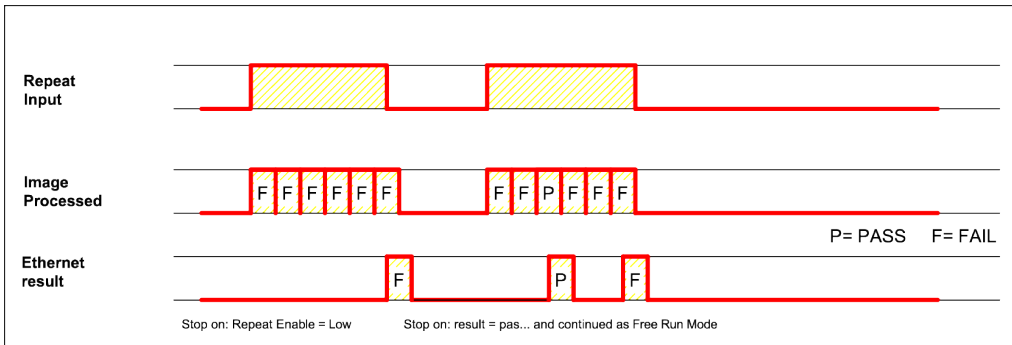 Repeat
Input
Image
Processed
F F F F F F F F P F F F
P= PASS F= FAIL
Ethernet
result
F P F
Stop on: Repeat Enable = Low Stop on: result = pas... and continued as Free Run Mode